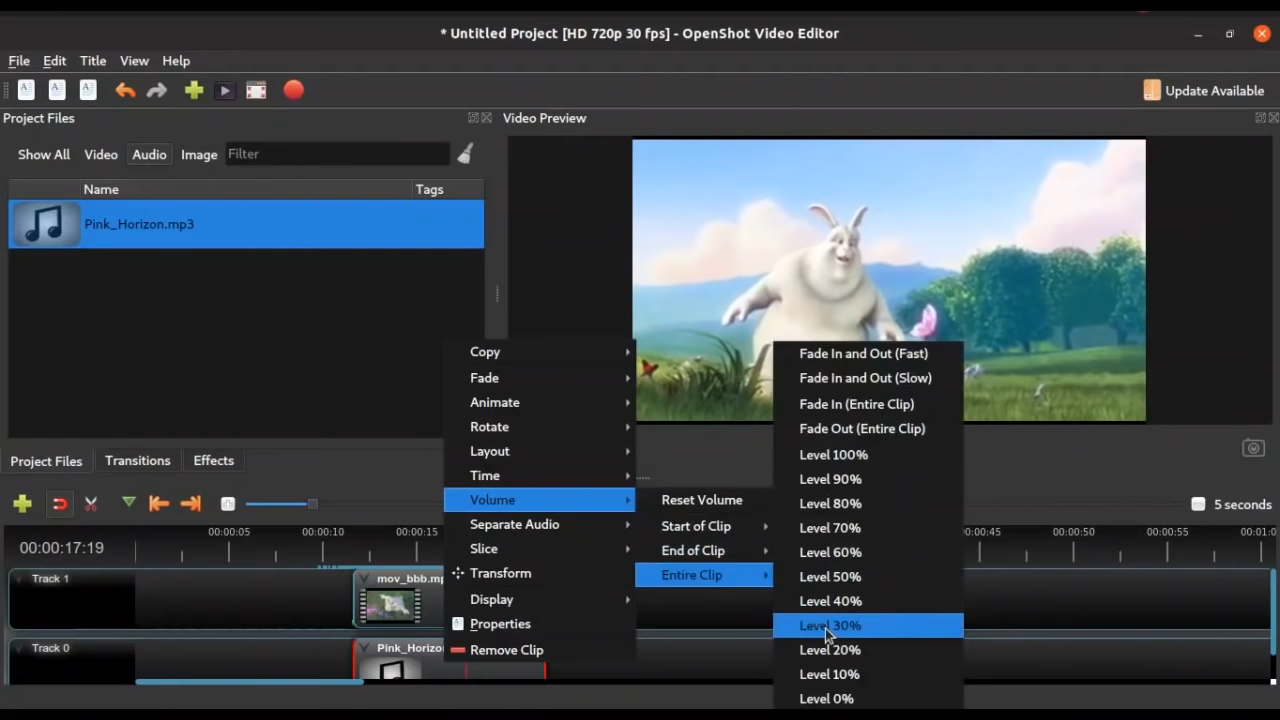 * Untitled Project [HD 720p 30 fps] - OpenShot Video Editor
File Edit Title View Help
Update Available
Project Files
Video Preview
Show All Video Audio Image Filter
Name Tags
Pink_Horizon.mp3
Copy
Fade
Animate
Rotate
Layout
Time
Volume
Separate Audio
Slice
Transform
Display
Properties
Remove Clip
Reset Volume
Start of Clip
End of Clip
Entire Clip
Fade In and Out (Fast)
Fade In and Out (Slow)
Fade In (Entire Clip)
Fade Out (Entire Clip)
Level 100%
Level 90%
Level 80%
Level 70%
Level 60%
Level 50%
Level 40%
Level 30%
Level 20%
Level 10%
Level 0%
Project Files Transitions Effects
5 seconds
00:00:17:19
00:00:05 00:00:10 00:00:15 00:00:45 00:00:50 00:00:55 00:01:0
Track 1
mov_bbb.mp
Track 0
Pink_Horizo